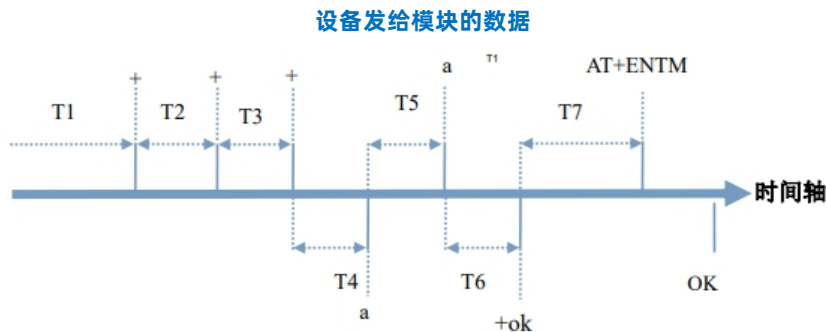 设备发给模块的数据
a T1 AT+ENTM
+ + +
T1 T2 T3 T5 T7
时间轴
T4 T6 OK
a +ok